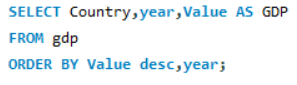 SELECT Country,year,Value AS GDP
FROM gdp
ORDER BY Value desc,year;